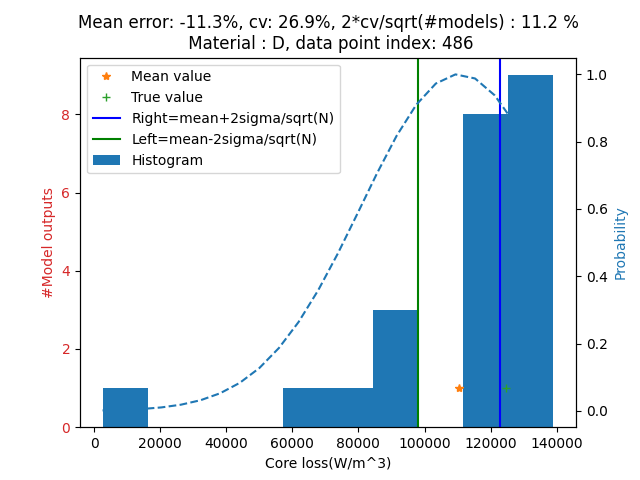 Mean error: -11.3%, cv: 26.9%, 2*cv/sqrt(#models) : 11.2 %
Material : D, data point index: 486
Mean value
True value
Right=mean+2sigma/sqrt(N)
Left=mean-2sigma/sqrt(N)
Histogram
#Model outputs
8
6
4
2
0
1.0
0.8
0.6
0.4
0.2
0.0
Probability
0 20000 40000 60000 80000 100000 120000 140000
Core loss(W/m^3)